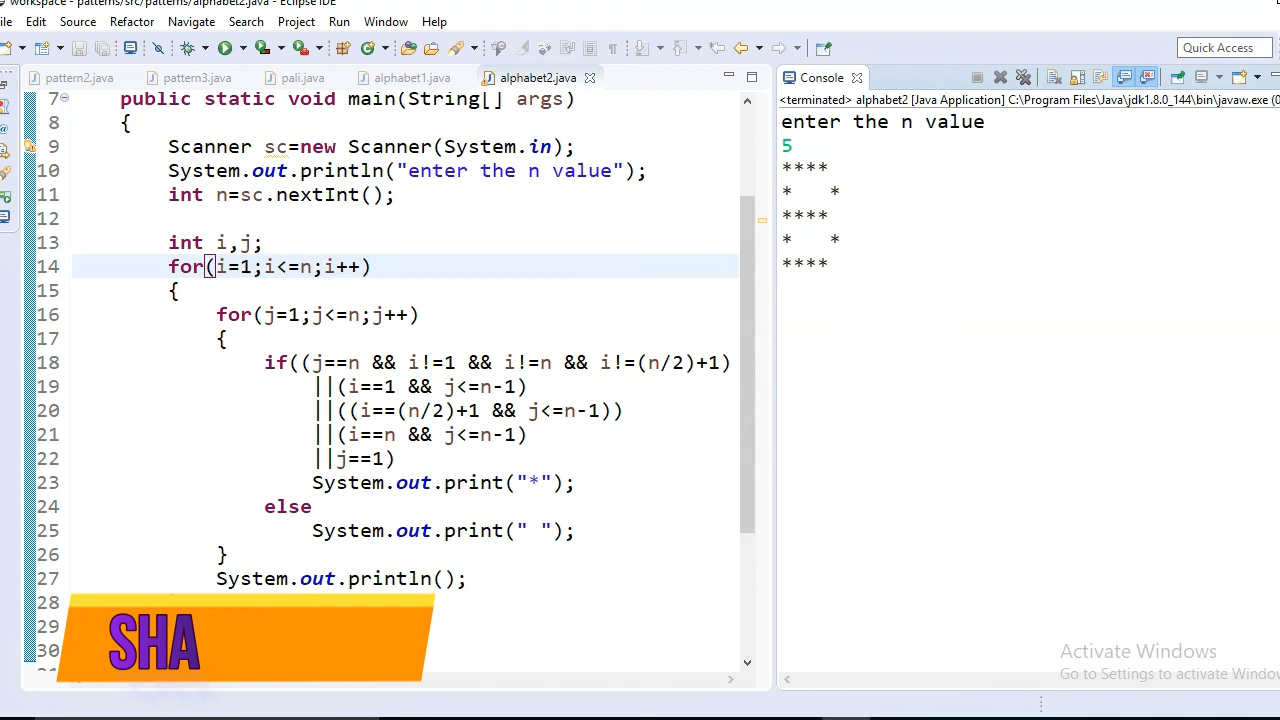 workspace - patterns/src/patterns/alphabet2.java - Eclipse IDE
File Edit Source Refactor Navigate Search Project Run Window Help
Quick Access
pattern2.java pattern3.java pali.java alphabet1.java alphabet2.java
7 public static void main(String[] args)
8 {
9 Scanner sc=new Scanner(System.in);
10 System.out.println("enter the n value");
11 int n=sc.nextInt();
12
13 int i,j;
14 for(i=1;i<=n;i++)
15 {
16 for(j=1;j<=n;j++)
17 {
18 if((j==n && i!=1 && i!=n && i!=(n/2)+1)
19 ||(i==1 && j<=n-1)
20 ||((i==(n/2)+1 && j<=n-1))
21 ||(i==n && j<=n-1)
22 ||j==1)
23 System.out.print("*");
24 else
25 System.out.print(" ");
26 }
27 System.out.println();
28
29
30
SHA
Console
<terminated> alphabet2 [Java Application] C:\Program Files\Java\jdk1.8.0_144\bin\javaw.exe (0
enter the n value
5
****
*   *
****
*   *
****
Activate Windows
Go to Settings to activate Window